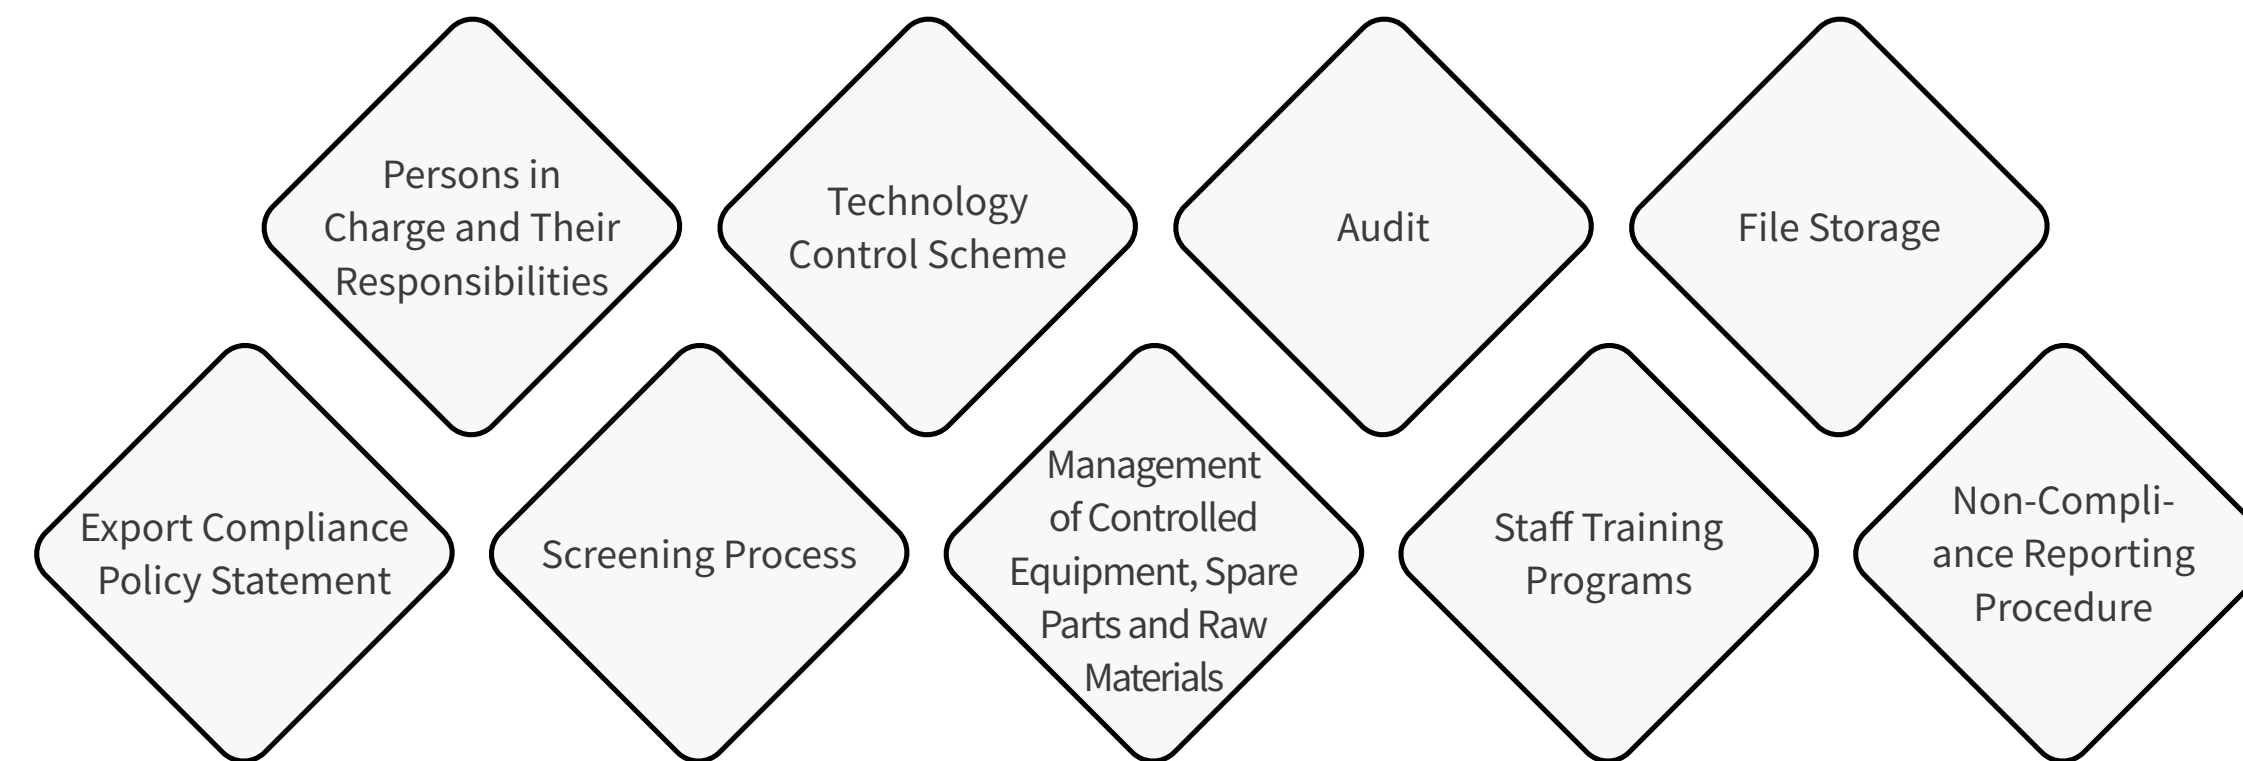 Persons in
Charge and Their
Responsibilities
Technology
Control Scheme
Audit
File Storage
Export Compliance
Policy Statement
Screening Process
Management
of Controlled
Equipment, Spare
Parts and Raw
Materials
Staff Training
Programs
Non-Compli-
ance Reporting
Procedure